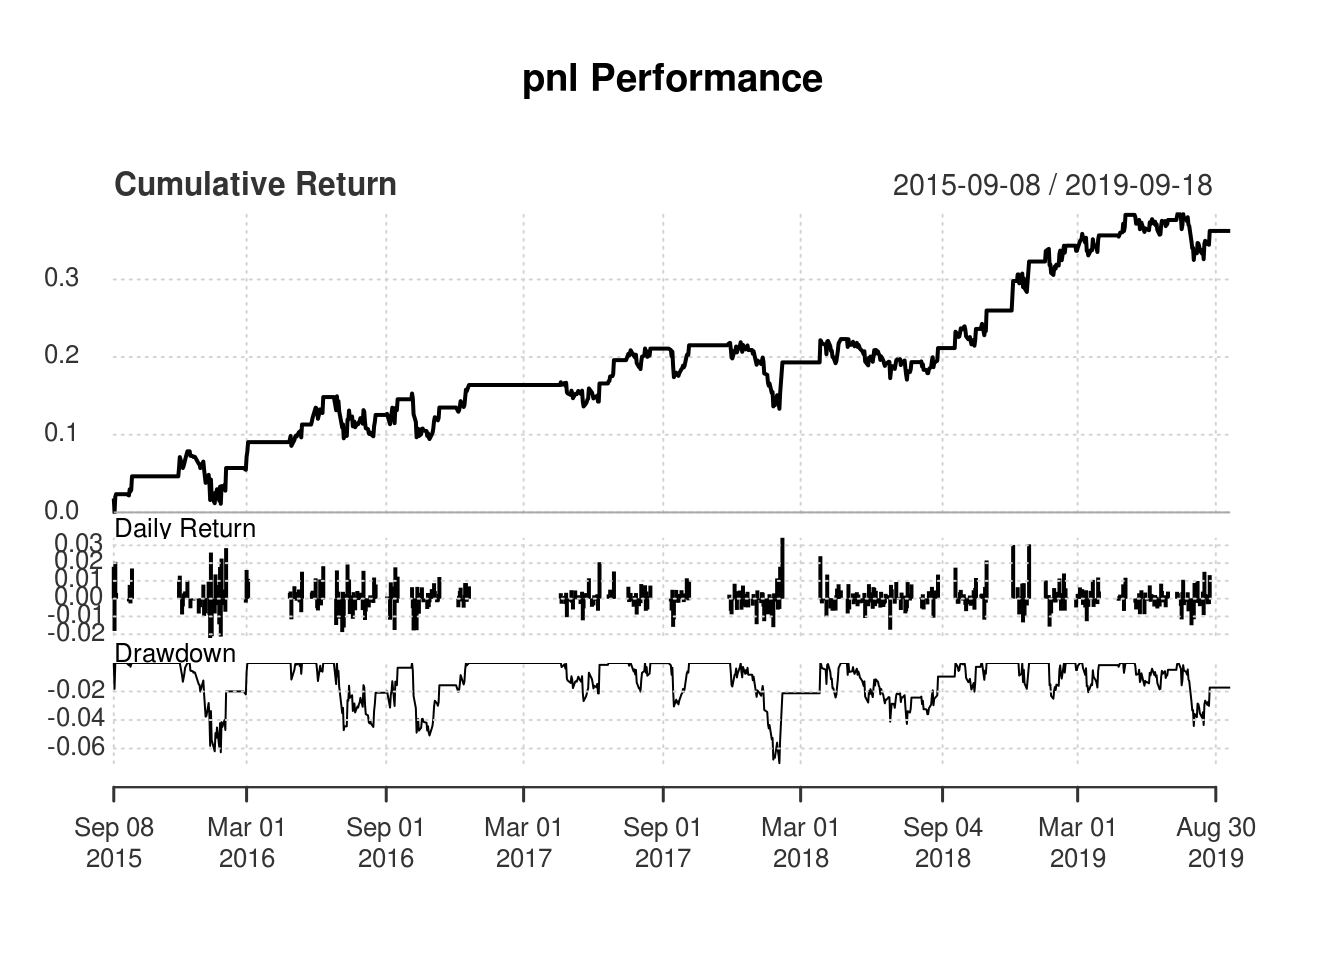 pnl Performance
Cumulative Return
2015-09-08 / 2019-09-18
0.3
0.2
0.1
0.0
Daily Return
0.03
0.02
0.01
0.00
-0.01
-0.02
Drawdown
-0.02
-0.04
-0.06
Sep 08 Mar 01 Sep 01 Mar 01 Sep 01 Mar 01 Sep 04 Mar 01 Aug 30
2015 2016 2016 2017 2017 2018 2018 2019 2019